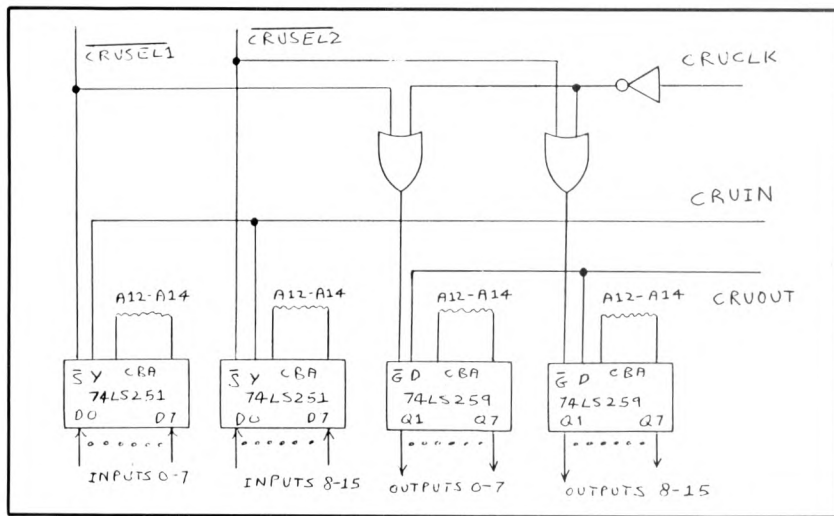 C̅R̅U̅S̅E̅L̅1̅
C̅R̅U̅S̅E̅L̅2̅
CRUCLK
CRUIN
A12-A14
A12-A14
A12-A14
A12-A14
CRUOUT
S̅ Y CBA
74LS251
D0 D7
S̅ Y CBA
74LS251
D0 D7
G̅ D CBA
74LS259
Q1 Q7
G̅ D CBA
74LS259
Q1 Q7
INPUTS 0-7
INPUTS 8-15
OUTPUTS 0-7
OUTPUTS 8-15